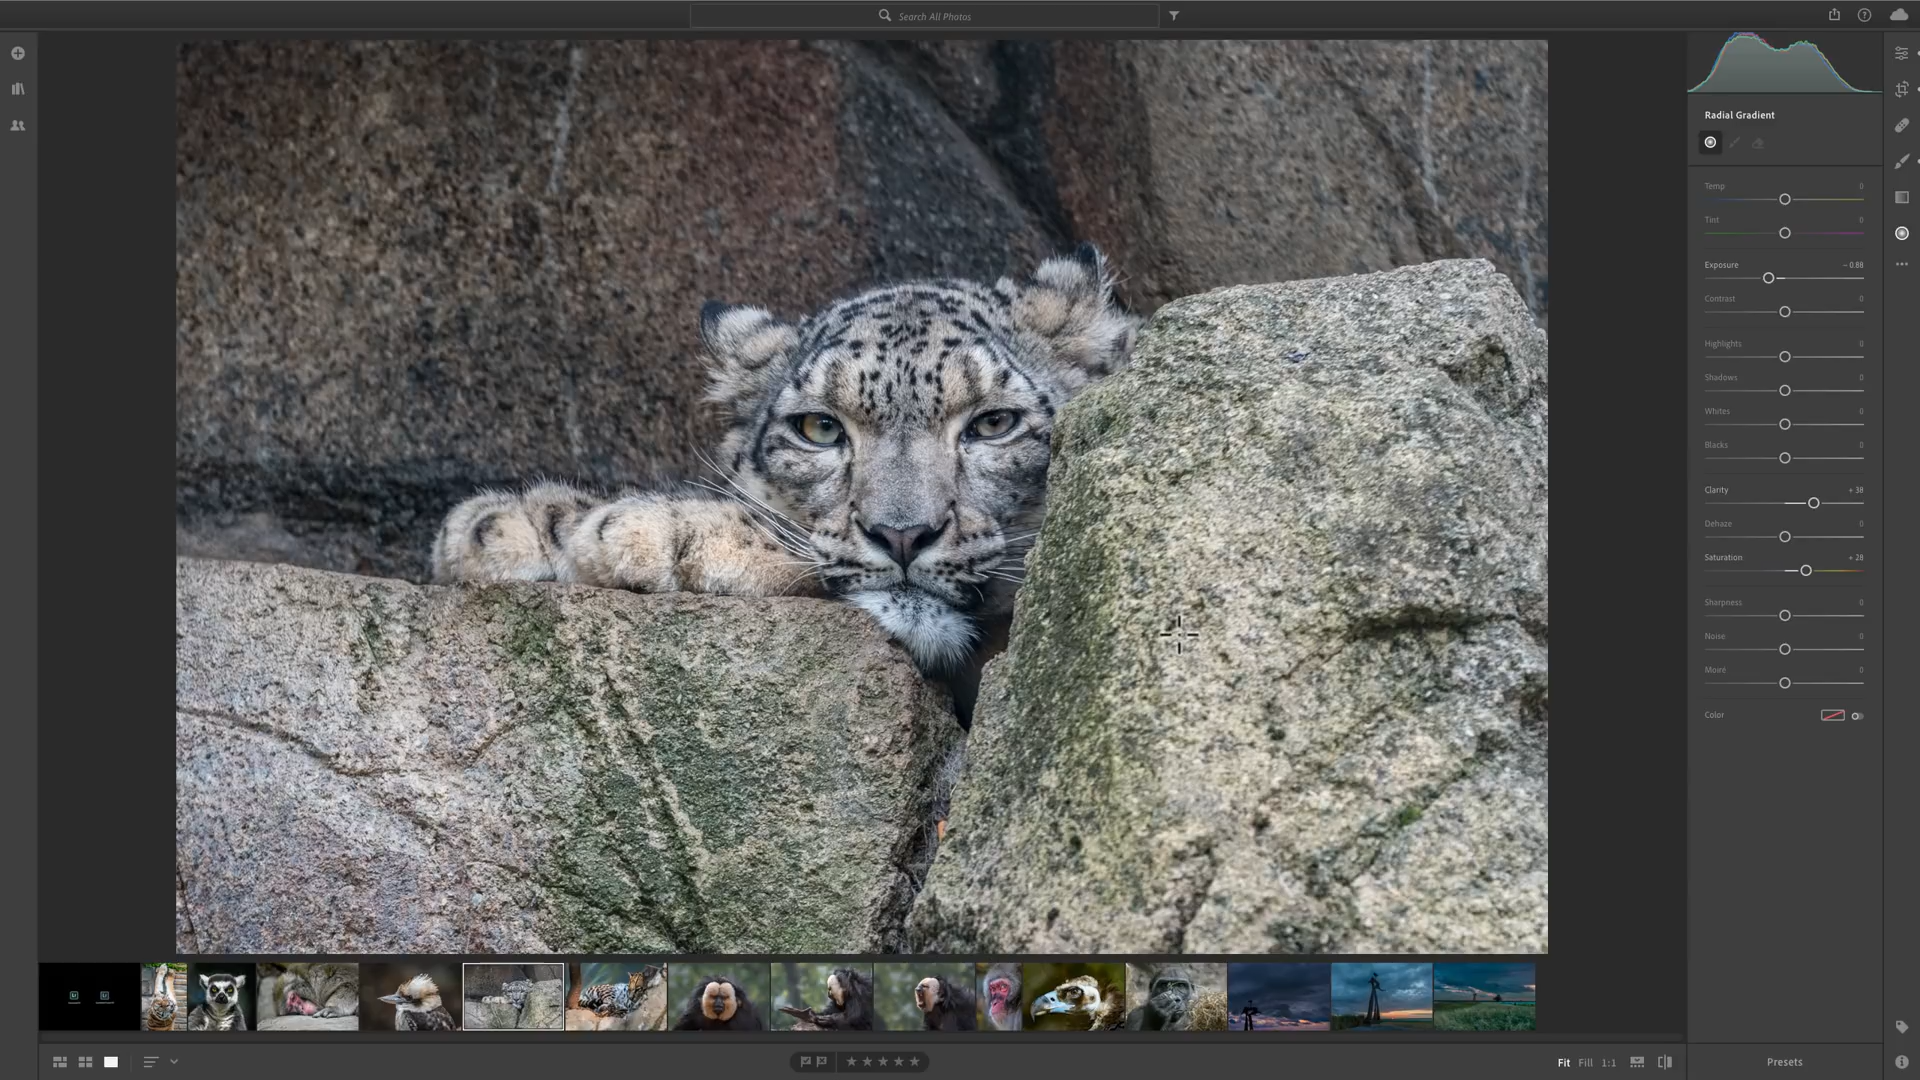 Search All Photos
Radial Gradient
Temp 0
Tint 0
Exposure – 0.88
Contrast 0
Highlights 0
Shadows 0
Whites 0
Blacks 0
Clarity + 38
Dehaze 0
Saturation + 28
Sharpness 0
Noise 0
Moiré 0
Color
Fit Fill 1:1
Presets